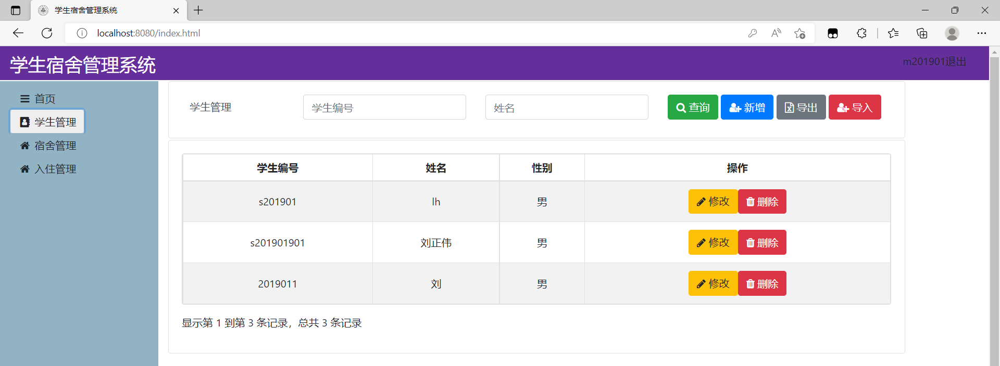 学生宿舍管理系统
localhost:8080/index.html
学生宿舍管理系统
m201901退出
首页
学生管理
宿舍管理
入住管理
学生管理 学生编号 姓名 查询 新增 导出 导入
学生编号 姓名 性别 操作
s201901 lh 男 修改 删除
s201901901 刘正伟 男 修改 删除
2019011 刘 男 修改 删除
显示第 1 到第 3 条记录，总共 3 条记录